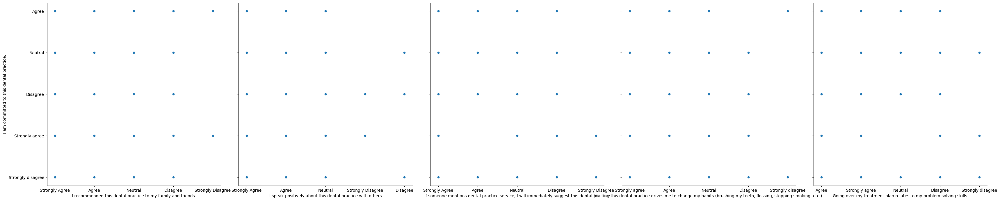 I am committed to this dental practice.
Agree
Neutral
Disagree
Strongly agree
Strongly disagree
Strongly Agree Agree Neutral Disagree Strongly Disagree
I recommended this dental practice to my family and friends.
Strongly Agree Agree Neutral Strongly Disagree Disagree
I speak positively about this dental practice with others
Strongly Agree Agree Neutral Disagree Strongly Disagree
If someone mentions dental practice service, I will immediately suggest this dental practice
Strongly agree Agree Neutral Disagree Strongly disagree
Visiting this dental practice drives me to change my habits (brushing my teeth, flossing, stopping smoking, etc.).
Agree Strongly agree Neutral Disagree Strongly disagree
Going over my treatment plan relates to my problem-solving skills.